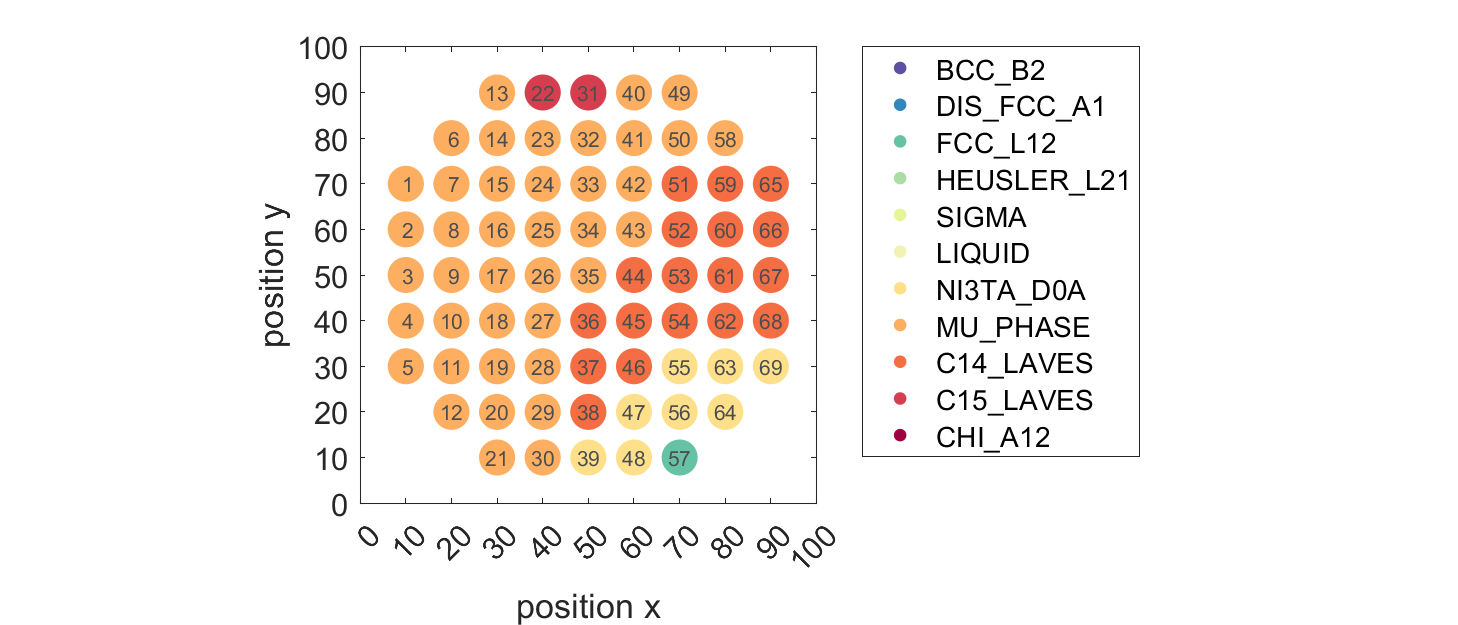 100
90
80
70
60
50
40
30
20
10
0
position y
13 22 31 40 49
6 14 23 32 41 50 58
1 7 15 24 33 42 51 59 65
2 8 16 25 34 43 52 60 66
3 9 17 26 35 44 53 61 67
4 10 18 27 36 45 54 62 68
5 11 19 28 37 46 55 63 69
12 20 29 38 47 56 64
21 30 39 48 57
0 10 20 30 40 50 60 70 80 90 100
position x
BCC_B2
DIS_FCC_A1
FCC_L12
HEUSLER_L21
SIGMA
LIQUID
NI3TA_D0A
MU_PHASE
C14_LAVES
C15_LAVES
CHI_A12